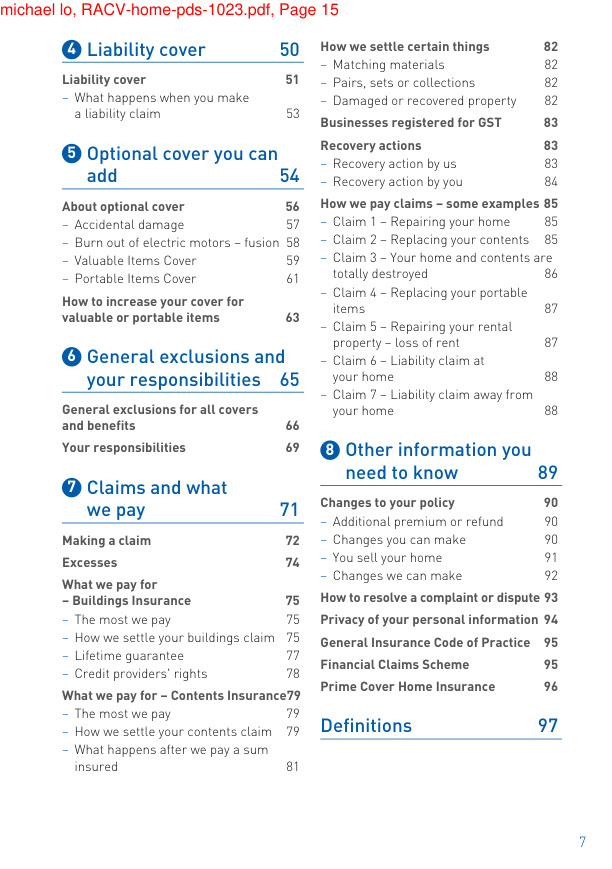 michael lo, RACV-home-pds-1023.pdf, Page 15
4 Liability cover 50
Liability cover 51
– What happens when you make
a liability claim 53
5 Optional cover you can
add 54
About optional cover 56
– Accidental damage 57
– Burn out of electric motors – fusion 58
– Valuable Items Cover 59
– Portable Items Cover 61
How to increase your cover for
valuable or portable items 63
6 General exclusions and
your responsibilities 65
General exclusions for all covers
and benefits 66
Your responsibilities 69
7 Claims and what
we pay 71
Making a claim 72
Excesses 74
What we pay for
– Buildings Insurance 75
– The most we pay 75
– How we settle your buildings claim 75
– Lifetime guarantee 77
– Credit providers' rights 78
What we pay for – Contents Insurance79
– The most we pay 79
– How we settle your contents claim 79
– What happens after we pay a sum
insured 81
How we settle certain things 82
– Matching materials 82
– Pairs, sets or collections 82
– Damaged or recovered property 82
Businesses registered for GST 83
Recovery actions 83
– Recovery action by us 83
– Recovery action by you 84
How we pay claims – some examples 85
– Claim 1 – Repairing your home 85
– Claim 2 – Replacing your contents 85
– Claim 3 – Your home and contents are
totally destroyed 86
– Claim 4 – Replacing your portable
items 87
– Claim 5 – Repairing your rental
property – loss of rent 87
– Claim 6 – Liability claim at
your home 88
– Claim 7 – Liability claim away from
your home 88
8 Other information you
need to know 89
Changes to your policy 90
– Additional premium or refund 90
– Changes you can make 90
– You sell your home 91
– Changes we can make 92
How to resolve a complaint or dispute 93
Privacy of your personal information 94
General Insurance Code of Practice 95
Financial Claims Scheme 95
Prime Cover Home Insurance 96
Definitions 97
7